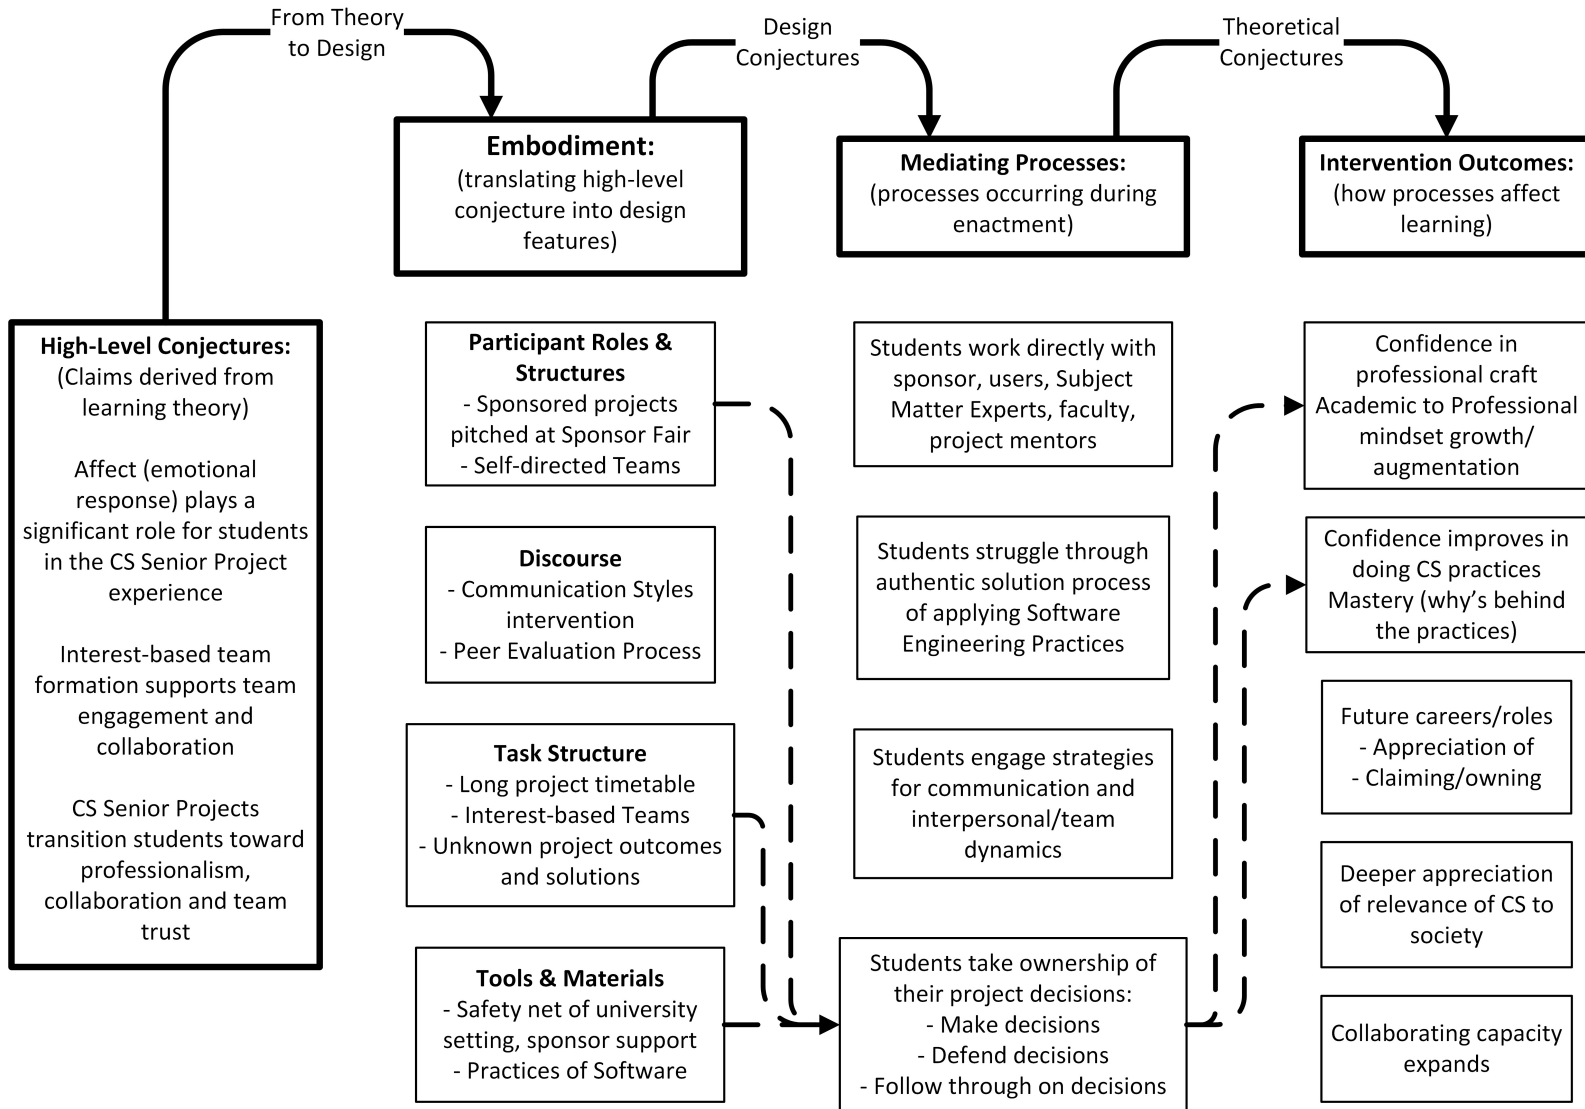 From Theory
to Design
Design
Conjectures
Theoretical
Conjectures
High-Level Conjectures:
(Claims derived from
learning theory)
Affect (emotional
response) plays a
significant role for students
in the CS Senior Project
experience
Interest-based team
formation supports team
engagement and
collaboration
CS Senior Projects
transition students toward
professionalism,
collaboration and team
trust
Embodiment:
(translating high-level
conjecture into design
features)
Participant Roles &
Structures
- Sponsored projects
pitched at Sponsor Fair
- Self-directed Teams
Discourse
- Communication Styles
intervention
- Peer Evaluation Process
Task Structure
- Long project timetable
- Interest-based Teams
- Unknown project outcomes
and solutions
Tools & Materials
- Safety net of university
setting, sponsor support
- Practices of Software
Mediating Processes:
(processes occurring during
enactment)
Students work directly with
sponsor, users, Subject
Matter Experts, faculty,
project mentors
Students struggle through
authentic solution process
of applying Software
Engineering Practices
Students engage strategies
for communication and
interpersonal/team
dynamics
Students take ownership of
their project decisions:
- Make decisions
- Defend decisions
- Follow through on decisions
Intervention Outcomes:
(how processes affect
learning)
Confidence in
professional craft
Academic to Professional
mindset growth/
augmentation
Confidence improves in
doing CS practices
Mastery (why’s behind
the practices)
Future careers/roles
- Appreciation of
- Claiming/owning
Deeper appreciation
of relevance of CS to
society
Collaborating capacity
expands